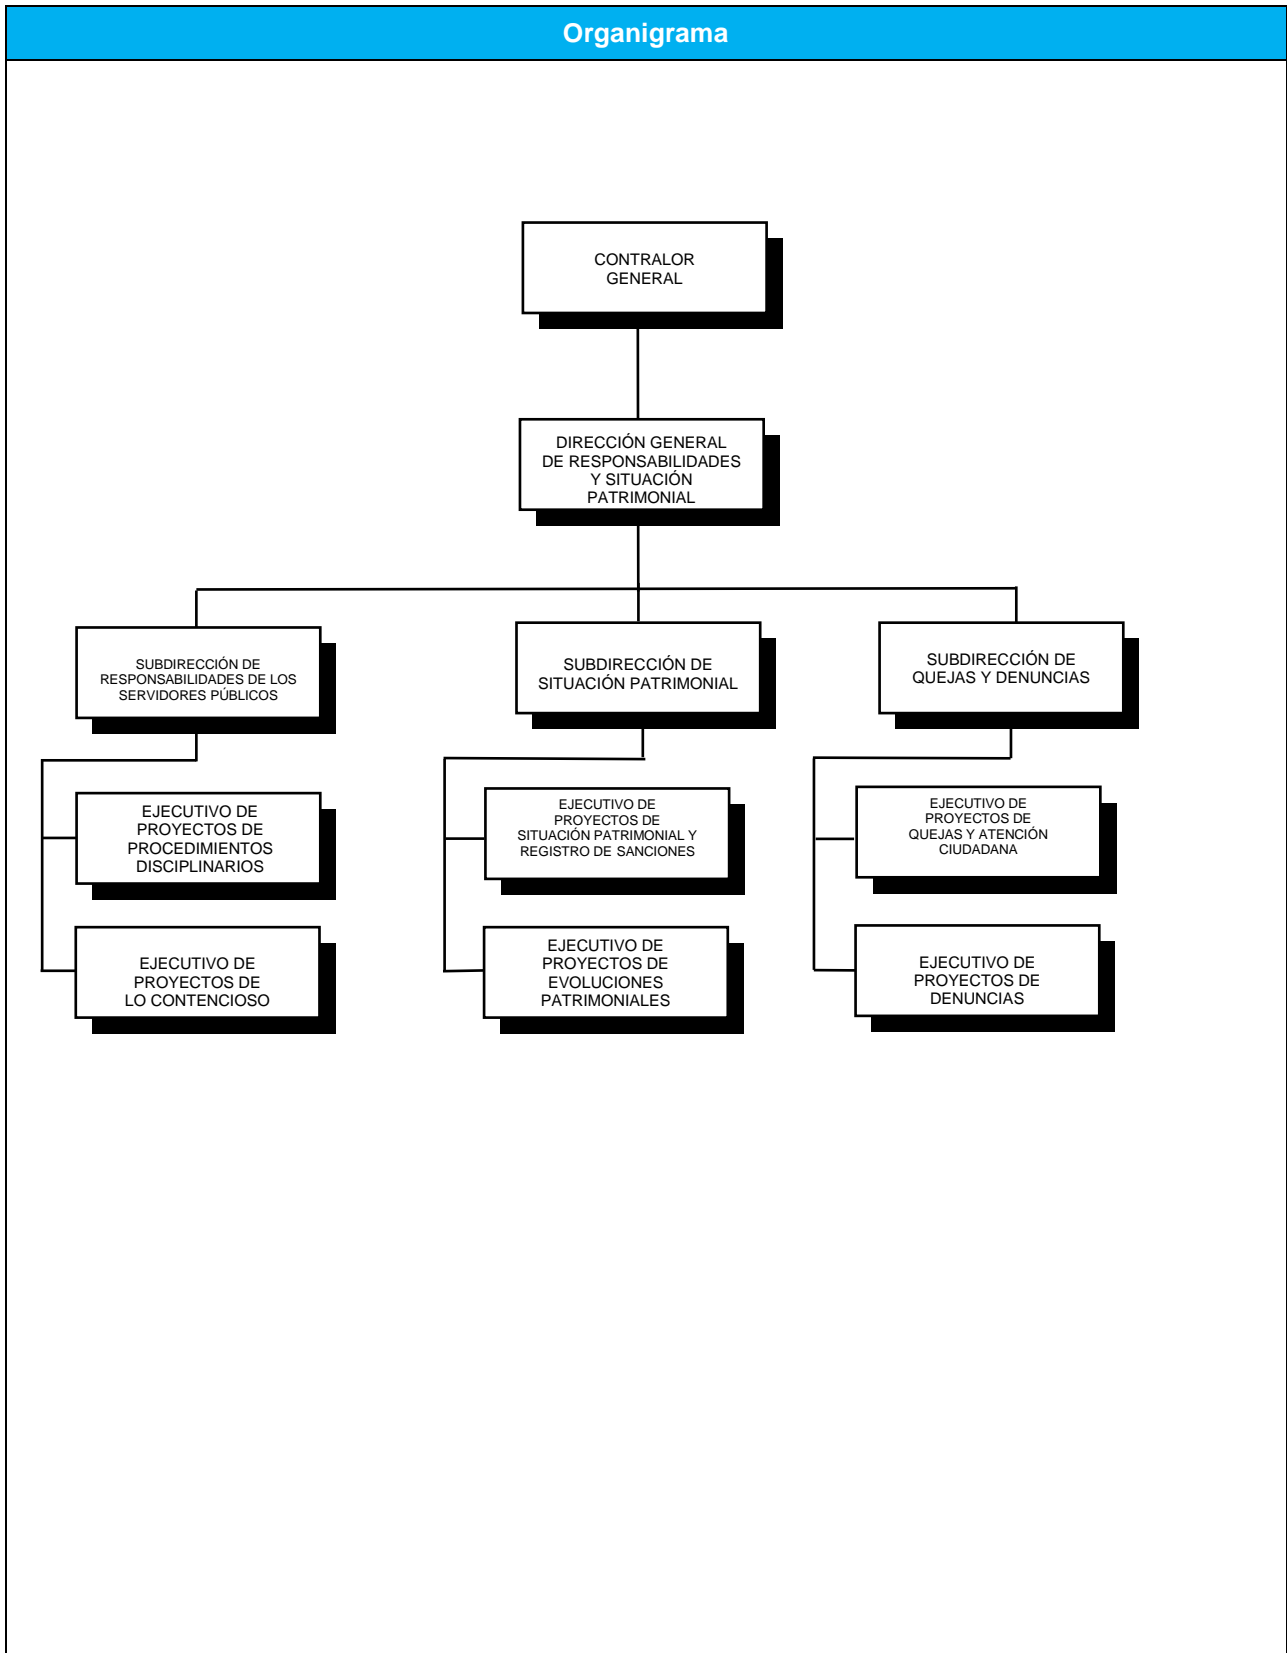 Organigrama
CONTRALOR
GENERAL
DIRECCIÓN GENERAL
DE RESPONSABILIDADES
Y SITUACIÓN
PATRIMONIAL
SUBDIRECCIÓN DE
RESPONSABILIDADES DE LOS
SERVIDORES PÚBLICOS
SUBDIRECCIÓN DE
SITUACIÓN PATRIMONIAL
SUBDIRECCIÓN DE
QUEJAS Y DENUNCIAS
EJECUTIVO DE
PROYECTOS DE
PROCEDIMIENTOS
DISCIPLINARIOS
EJECUTIVO DE
PROYECTOS DE
SITUACIÓN PATRIMONIAL Y
REGISTRO DE SANCIONES
EJECUTIVO DE
PROYECTOS DE
QUEJAS Y ATENCIÓN
CIUDADANA
EJECUTIVO DE
PROYECTOS DE
LO CONTENCIOSO
EJECUTIVO DE
PROYECTOS DE
EVOLUCIONES
PATRIMONIALES
EJECUTIVO DE
PROYECTOS DE
DENUNCIAS